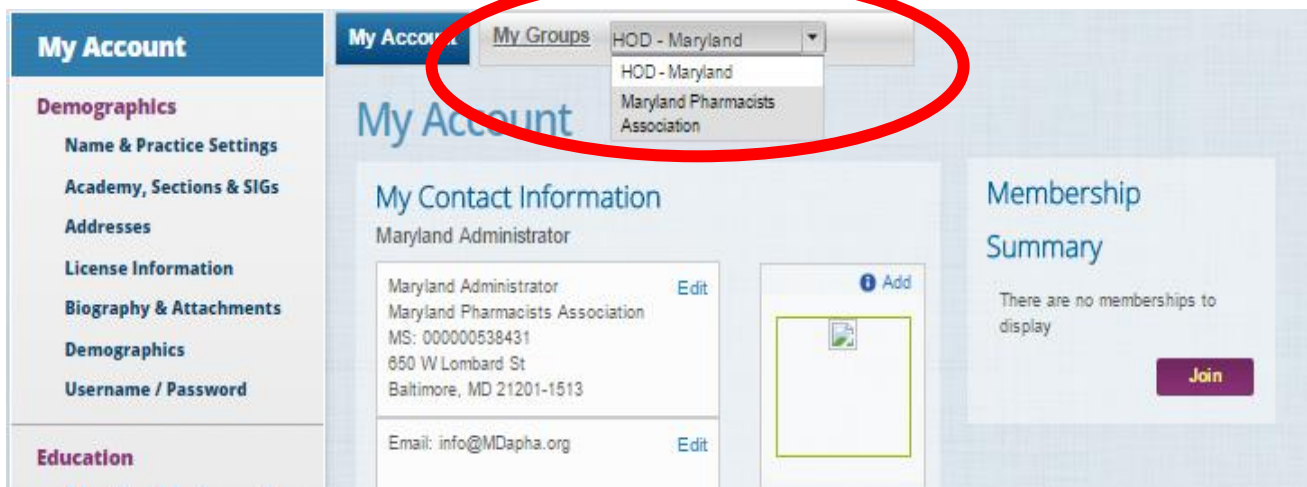 My Account
Demographics
Name & Practice Settings
Academy, Sections & SIGs
Addresses
License Information
Biography & Attachments
Demographics
Username / Password
Education
My Account
My Groups
HOD - Maryland
HOD - Maryland
Maryland Pharmacists
Association
My Account
My Contact Information
Maryland Administrator
Maryland Administrator
Edit
Maryland Pharmacists Association
MS: 000000538431
650 W Lombard St
Baltimore, MD 21201-1513
Email: info@MDapha.org
Edit
Add
Membership
Summary
There are no memberships to
display
Join